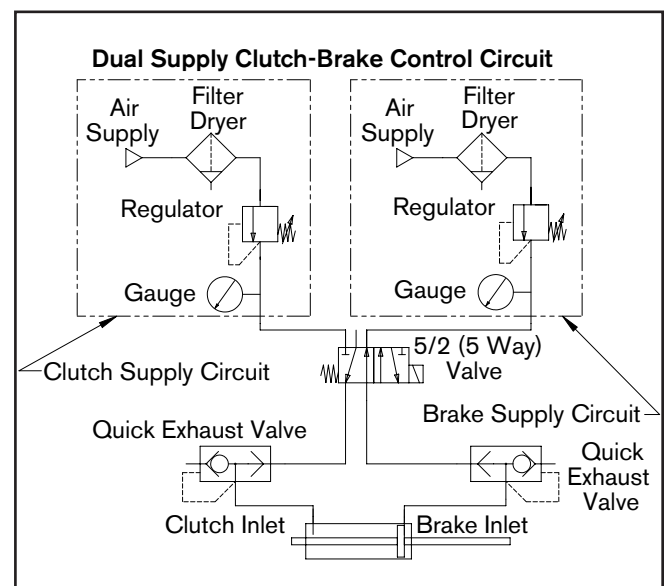 Dual Supply Clutch-Brake Control Circuit
Air
Supply
Filter
Dryer
Regulator
Gauge
Clutch Supply Circuit
Air
Supply
Filter
Dryer
Regulator
Gauge
5/2 (5 Way)
Valve
Brake Supply Circuit
Quick Exhaust Valve
Quick
Exhaust
Valve
Clutch Inlet
Brake Inlet